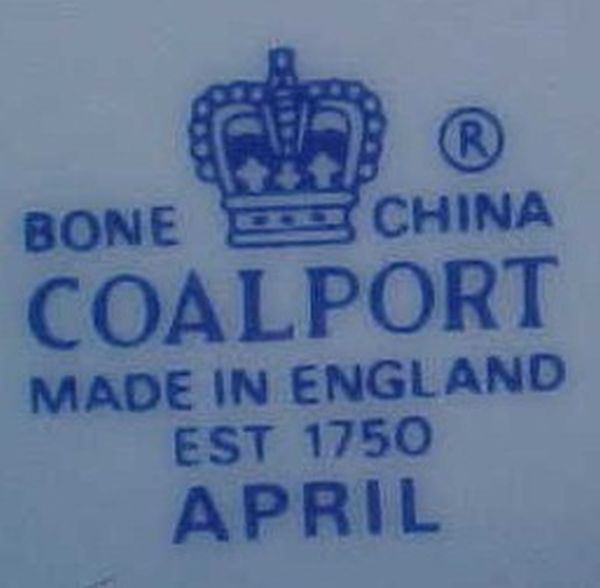 ®
BONE CHINA
COALPORT
MADE IN ENGLAND
EST 1750
APRIL